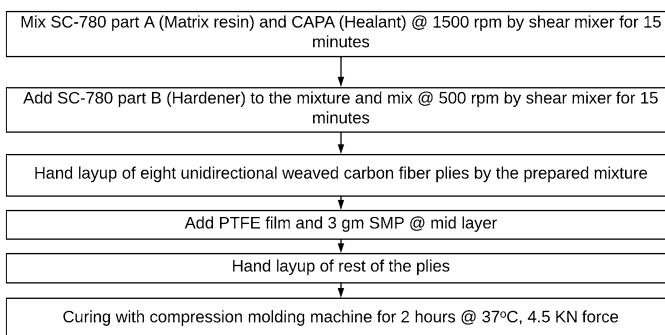 Mix SC-780 part A (Matrix resin) and CAPA (Healant) @ 1500 rpm by shear mixer for 15
minutes
Add SC-780 part B (Hardener) to the mixture and mix @ 500 rpm by shear mixer for 15
minutes
Hand layup of eight unidirectional weaved carbon fiber plies by the prepared mixture
Add PTFE film and 3 gm SMP @ mid layer
Hand layup of rest of the plies
Curing with compression molding machine for 2 hours @ 37ºC, 4.5 KN force